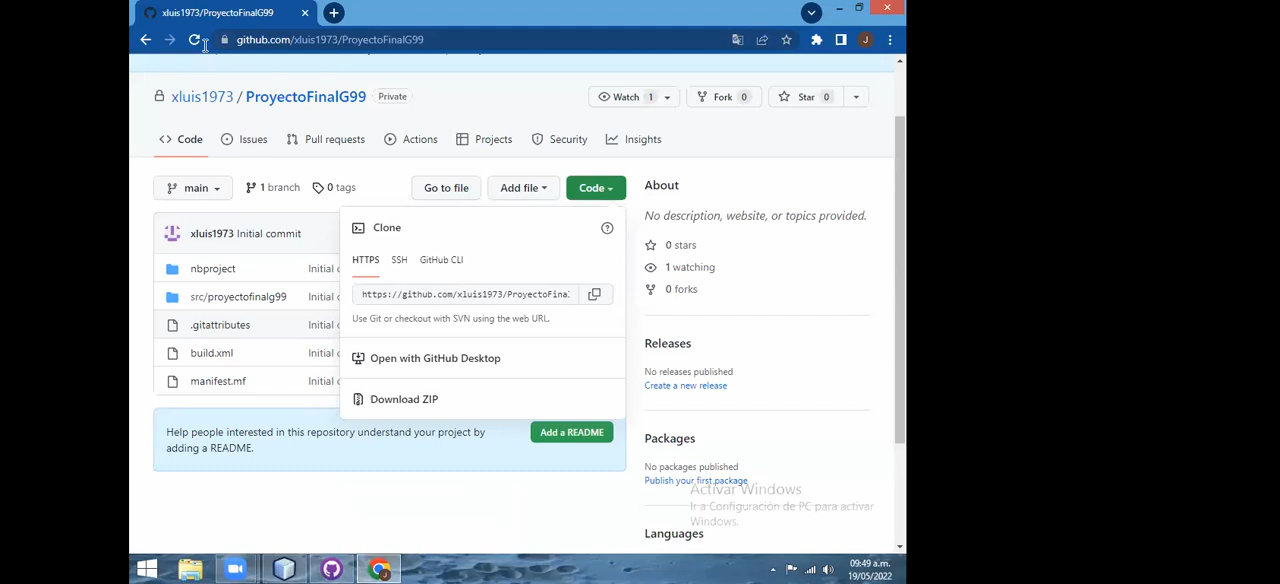 xluis1973/ProyectoFinalG99
github.com/xluis1973/ProyectoFinalG99
J
xluis1973 / ProyectoFinalG99 Private
Watch 1
Fork 0
Star 0
Code
Issues
Pull requests
Actions
Projects
Security
Insights
main
1 branch
0 tags
Go to file
Add file
Code
xluis1973 Initial commit
nbproject
Initial c
src/proyectofinalg99
Initial c
.gitattributes
Initial c
build.xml
Initial c
manifest.mf
Initial c
Clone
HTTPS
SSH
GitHub CLI
https://github.com/xluis1973/ProyectoFina
Use Git or checkout with SVN using the web URL.
Open with GitHub Desktop
Download ZIP
Help people interested in this repository understand your project by
adding a README.
Add a README
About
No description, website, or topics provided.
0 stars
1 watching
0 forks
Releases
No releases published
Create a new release
Packages
No packages published
Publish your first package
Languages
Activar Windows
Ir a Configuración de PC para activar
Windows.
09:49 a.m.
19/05/2022